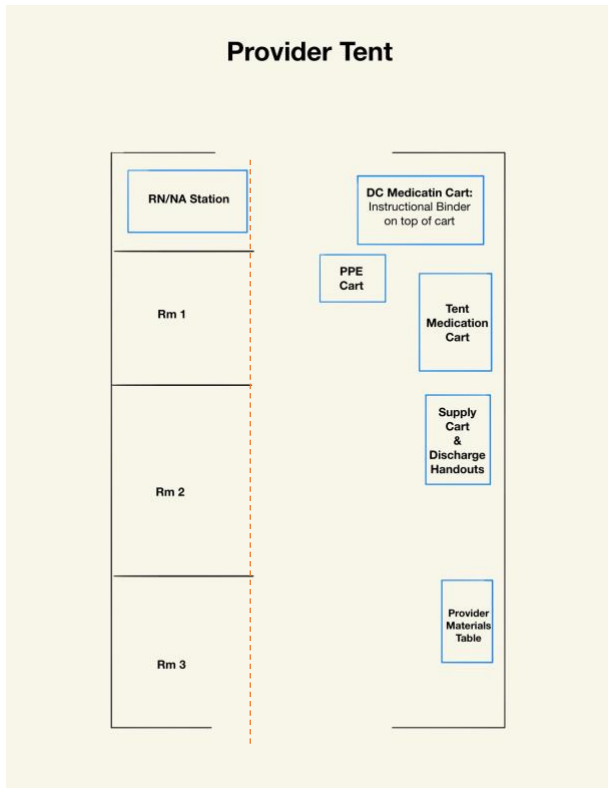 Provider Tent
RN/NA Station
DC Medicatin Cart:
Instructional Binder
on top of cart
PPE
Cart
Rm 1
Tent
Medication
Cart
Supply
Cart
&
Discharge
Handouts
Rm 2
Provider
Materials
Table
Rm 3